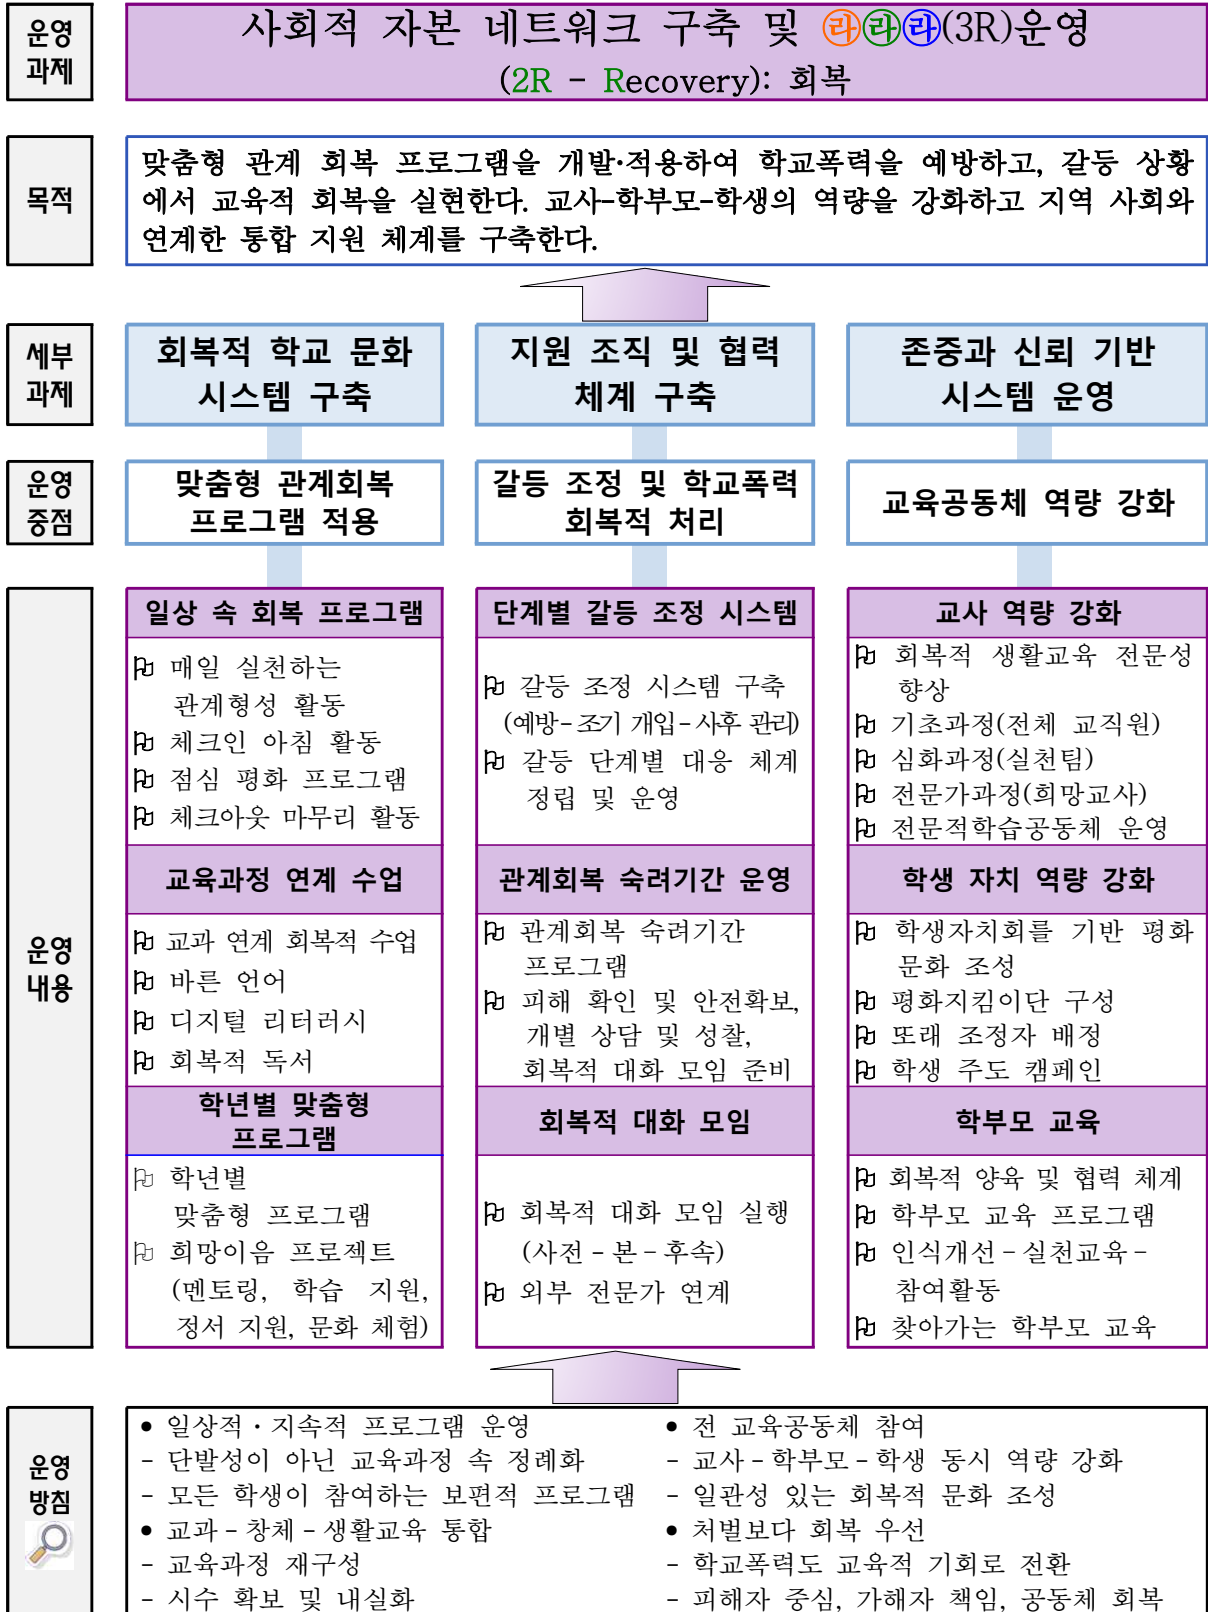 운영
과제
사회적 자본 네트워크 구축 및 ㉱㉱㉱(3R)운영
(2R - Recovery): 회복
목적
맞춤형 관계 회복 프로그램을 개발·적용하여 학교폭력을 예방하고, 갈등 상황
에서 교육적 회복을 실현한다. 교사-학부모-학생의 역량을 강화하고 지역 사회와
연계한 통합 지원 체계를 구축한다.
세부
과제
회복적 학교 문화
시스템 구축
지원 조직 및 협력
체계 구축
존중과 신뢰 기반
시스템 운영
운영
중점
맞춤형 관계회복
프로그램 적용
갈등 조정 및 학교폭력
회복적 처리
교육공동체 역량 강화
운영
내용
일상 속 회복 프로그램
매일 실천하는
관계형성 활동
체크인 아침 활동
점심 평화 프로그램
체크아웃 마무리 활동
교육과정 연계 수업
교과 연계 회복적 수업
바른 언어
디지털 리터러시
회복적 독서
학년별 맞춤형
프로그램
학년별
맞춤형 프로그램
희망이음 프로젝트
(멘토링, 학습 지원,
정서 지원, 문화 체험)
단계별 갈등 조정 시스템
갈등 조정 시스템 구축
(예방-조기 개입-사후 관리)
갈등 단계별 대응 체계
정립 및 운영
관계회복 숙려기간 운영
관계회복 숙려기간
프로그램
피해 확인 및 안전확보,
개별 상담 및 성찰,
회복적 대화 모임 준비
회복적 대화 모임
회복적 대화 모임 실행
(사전 - 본 - 후속)
외부 전문가 연계
교사 역량 강화
회복적 생활교육 전문성
향상
기초과정(전체 교직원)
심화과정(실천팀)
전문가과정(희망교사)
전문적학습공동체 운영
학생 자치 역량 강화
학생자치회를 기반 평화
문화 조성
평화지킴이단 구성
또래 조정자 배정
학생 주도 캠페인
학부모 교육
회복적 양육 및 협력 체계
학부모 교육 프로그램
인식개선 - 실천교육 -
참여활동
찾아가는 학부모 교육
운영
방침
• 일상적·지속적 프로그램 운영
- 단발성이 아닌 교육과정 속 정례화
- 모든 학생이 참여하는 보편적 프로그램
• 교과 - 창체 - 생활교육 통합
- 교육과정 재구성
- 시수 확보 및 내실화
• 전 교육공동체 참여
- 교사 - 학부모 - 학생 동시 역량 강화
- 일관성 있는 회복적 문화 조성
• 처벌보다 회복 우선
- 학교폭력도 교육적 기회로 전환
- 피해자 중심, 가해자 책임, 공동체 회복